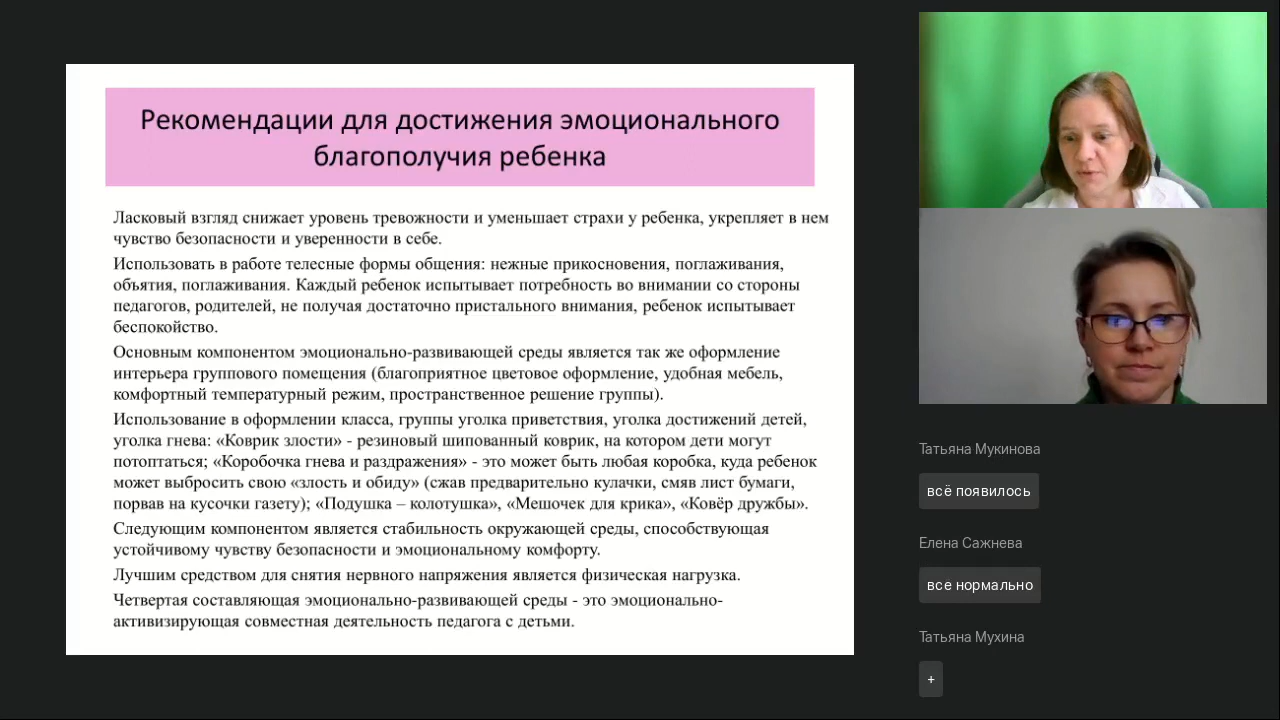 Рекомендации для достижения эмоционального
благополучия ребенка
Ласковый взгляд снижает уровень тревожности и уменьшает страхи у ребенка, укрепляет в нем
чувство безопасности и уверенности в себе.
Использовать в работе телесные формы общения: нежные прикосновения, поглаживания,
объятия, поглаживания. Каждый ребенок испытывает потребность во внимании со стороны
педагогов, родителей, не получая достаточно пристального внимания, ребенок испытывает
беспокойство.
Основным компонентом эмоционально-развивающей среды является так же оформление
интерьера группового помещения (благоприятное цветовое оформление, удобная мебель,
комфортный температурный режим, пространственное решение группы).
Использование в оформлении класса, группы уголка приветствия, уголка достижений детей,
уголка гнева: «Коврик злости» - резиновый шипованный коврик, на котором дети могут
потоптаться; «Коробочка гнева и раздражения» - это может быть любая коробка, куда ребенок
может выбросить свою «злость и обиду» (сжав предварительно кулачки, смяв лист бумаги,
порвав на кусочки газету); «Подушка – колотушка», «Мешочек для крика», «Ковёр дружбы».
Следующим компонентом является стабильность окружающей среды, способствующая
устойчивому чувству безопасности и эмоциональному комфорту.
Лучшим средством для снятия нервного напряжения является физическая нагрузка.
Четвертая составляющая эмоционально-развивающей среды - это эмоционально-
активизирующая совместная деятельность педагога с детьми.
Татьяна Мукинова
всё появилось
Елена Сажнева
все нормально
Татьяна Мухина
+